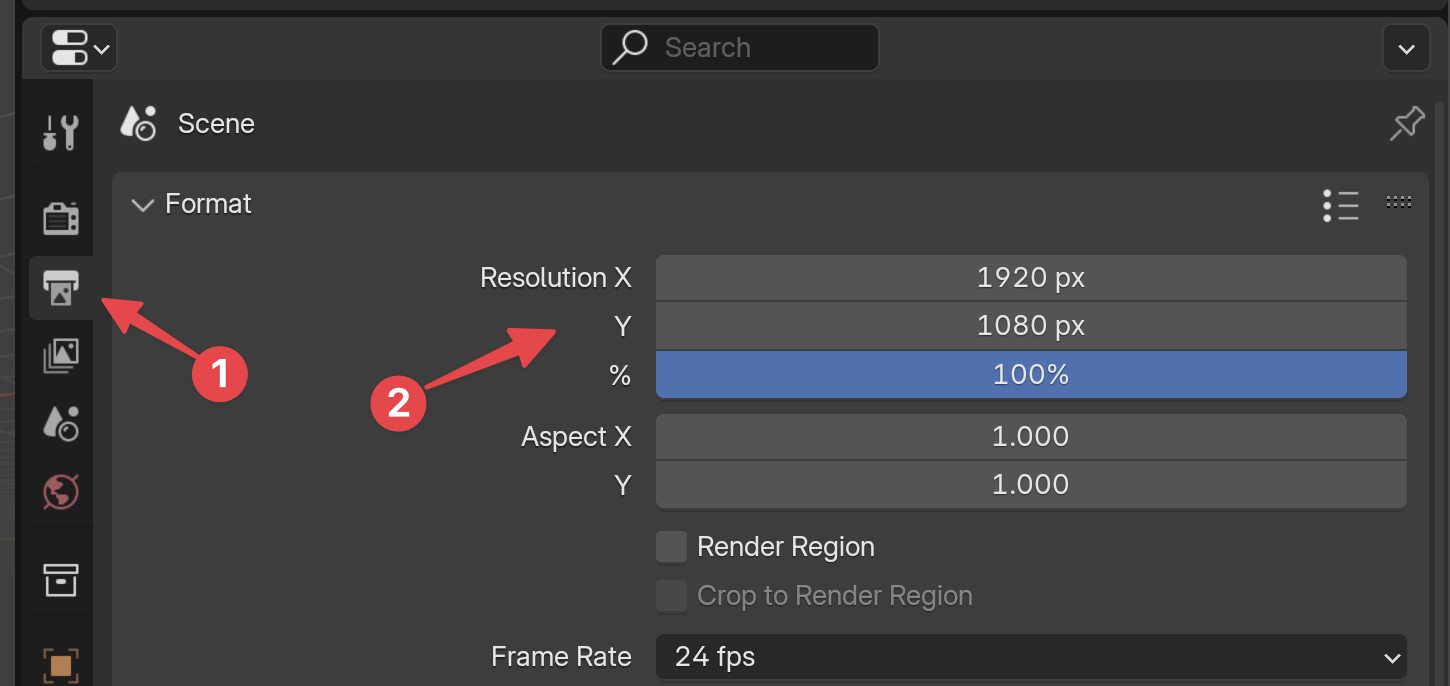 Search
Scene
Format
Resolution X 1920 px
Y 1080 px
% 100%
1
2
Aspect X 1.000
Y 1.000
Render Region
Crop to Render Region
Frame Rate 24 fps